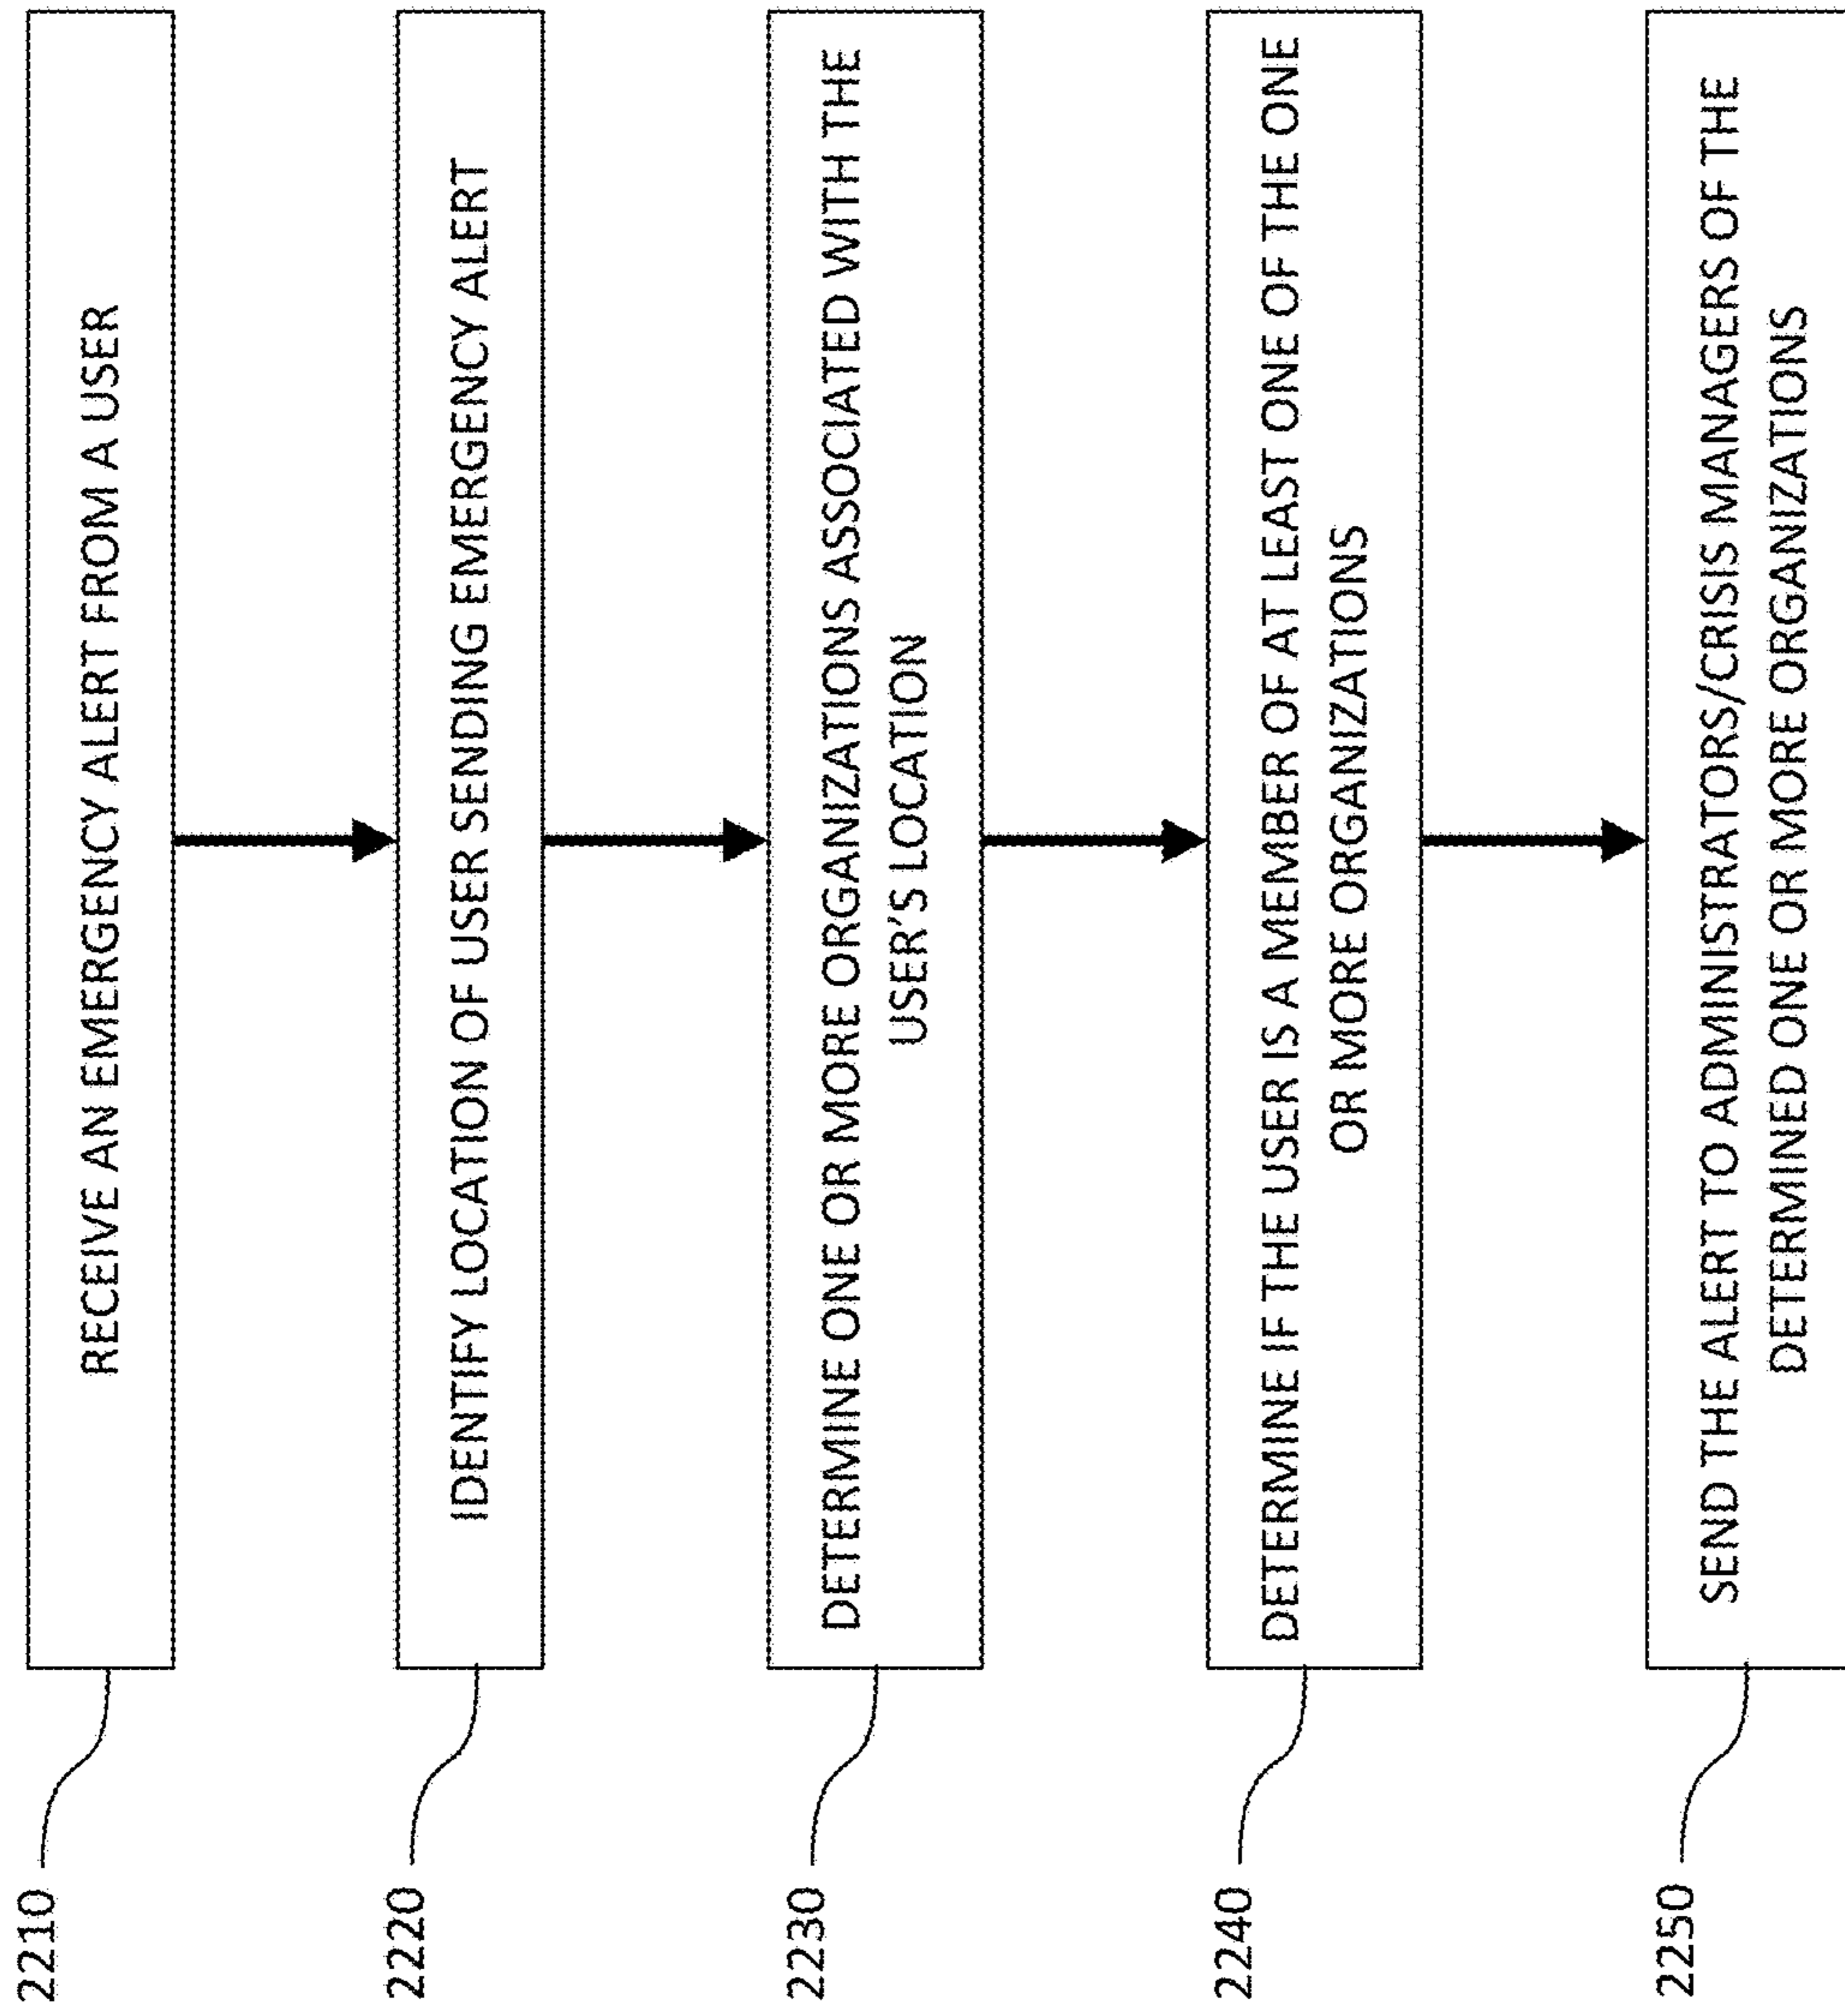 2210
RECEIVE AN EMERGENCY ALERT FROM A USER
2220
IDENTIFY LOCATION OF USER SENDING EMERGENCY ALERT
2230
DETERMINE ONE OR MORE ORGANIZATIONS ASSOCIATED WITH THE
USER'S LOCATION
2240
DETERMINE IF THE USER IS A MEMBER OF AT LEAST ONE OF THE ONE
OR MORE ORGANIZATIONS
2250
SEND THE ALERT TO ADMINISTRATORS/CRISIS MANAGERS OF THE
DETERMINED ONE OR MORE ORGANIZATIONS